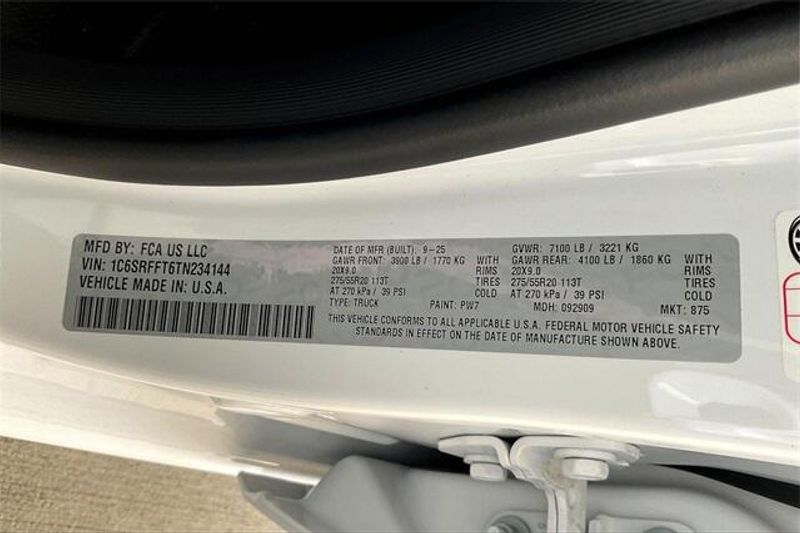 MFD BY: FCA US LLC
VIN: 1C6SRFFT6TN234144
VEHICLE MADE IN: U.S.A.
DATE OF MFR (BUILT): 9-25 GVWR: 7100 LB / 3221 KG
GAWR FRONT: 3900 LB / 1770 KG WITH GAWR REAR: 4100 LB / 1860 KG WITH
20X9.0 RIMS 20X9.0 RIMS
275/55R20 113T TIRES 275/55R20 113T TIRES
AT 270 kPa / 39 PSI COLD AT 270 kPa / 39 PSI COLD
TYPE: TRUCK PAINT: PW7 MDH: 092909 MKT: 875
THIS VEHICLE CONFORMS TO ALL APPLICABLE U.S.A. FEDERAL MOTOR VEHICLE SAFETY
STANDARDS IN EFFECT ON THE DATE OF MANUFACTURE SHOWN ABOVE.